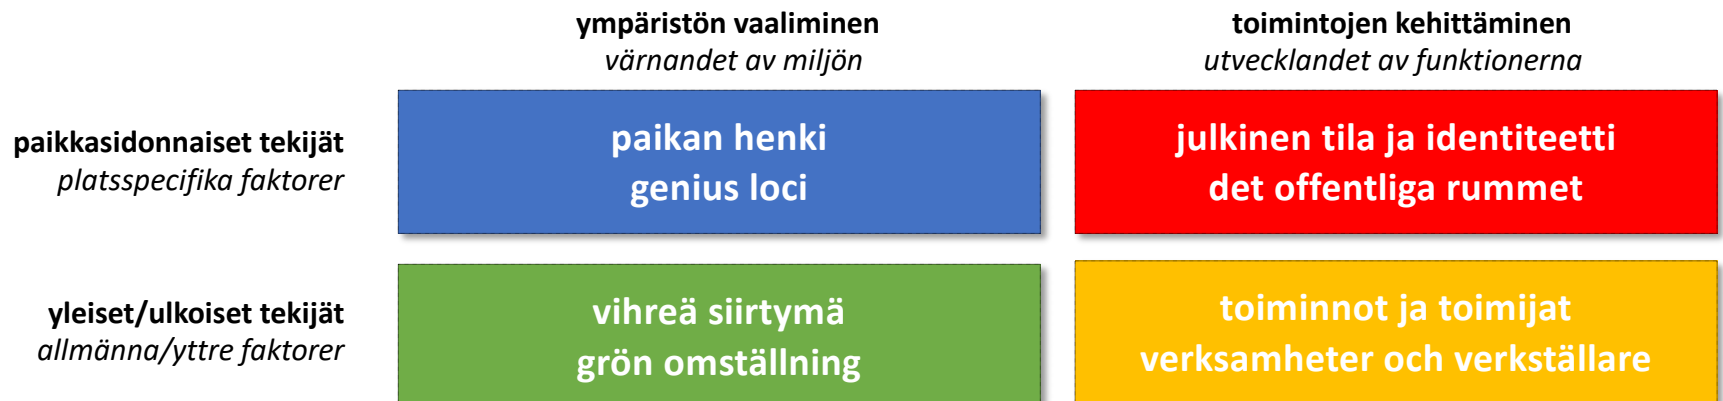 ympäristön vaaliminen
värnandet av miljön
toimintojen kehittäminen
utvecklandet av funktionerna
paikkasidonnaiset tekijät
platsspecifika faktorer
paikan henki
genius loci
julkinen tila ja identiteetti
det offentliga rummet
yleiset/ulkoiset tekijät
allmänna/yttre faktorer
vihreä siirtymä
grön omställning
toiminnot ja toimijat
verksamheter och verkställare